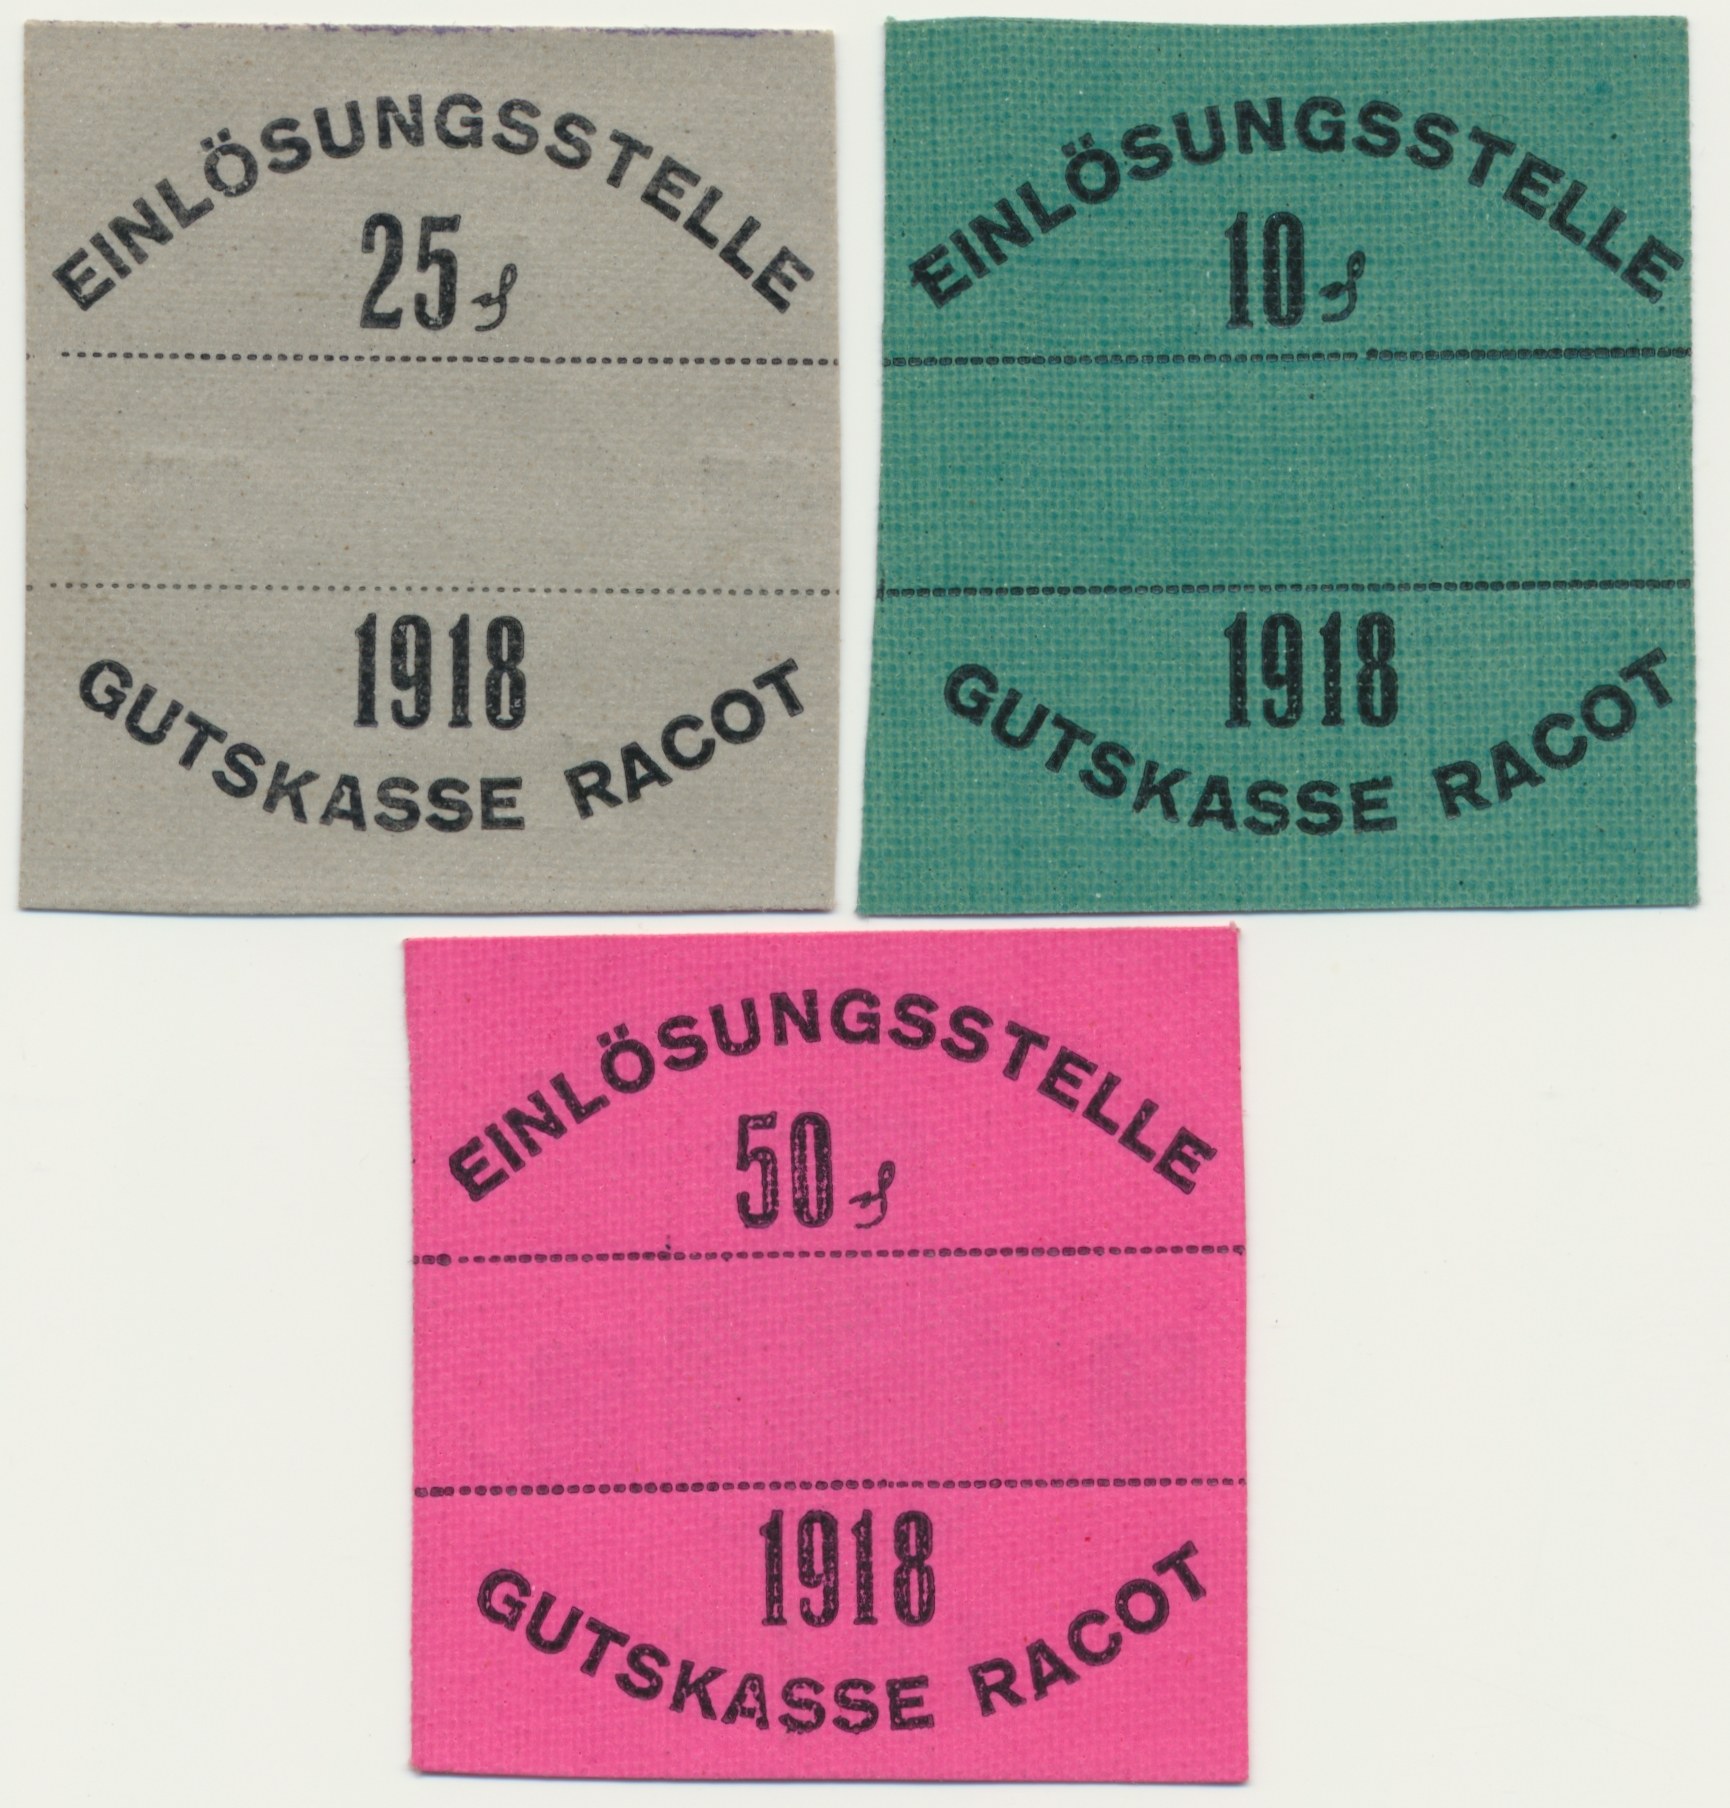 EINLÖSUNGSSTELLE
25 ₰
1918
GUTSKASSE RACOT
EINLÖSUNGSSTELLE
10 ₰
1918
GUTSKASSE RACOT
EINLÖSUNGSSTELLE
50 ₰
1918
GUTSKASSE RACOT